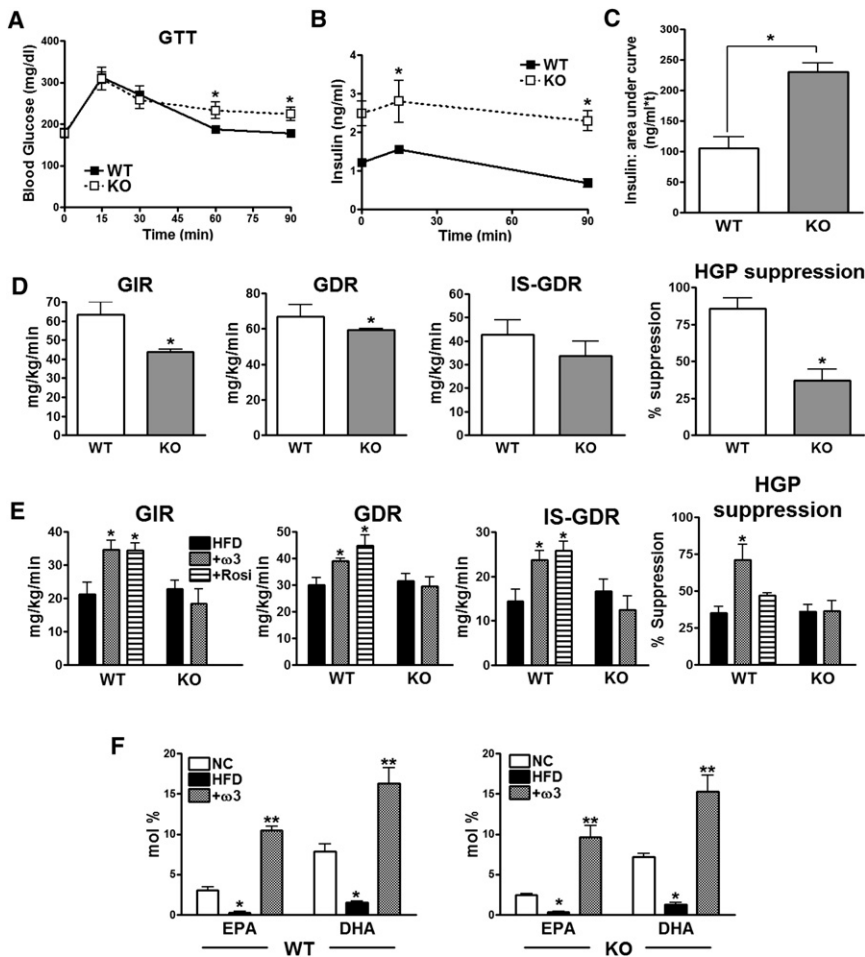 A
GTT
Blood Glucose (mg/dl)
400
300
200
100
0
0 15 30 45 60 75 90
Time (min)
WT
KO
* *
B
Insulin (ng/ml)
4
3
2
1
0
0 30 60 90
Time (min)
WT
KO
* *
C
Insulin: area under curve
(ng/ml*t)
300
250
200
150
100
50
0
WT KO
*
D
GIR
mg/kg/min
70
60
50
40
30
20
10
0
WT KO
*
GDR
mg/kg/min
80
60
40
20
0
WT KO
*
IS-GDR
mg/kg/min
60
50
40
30
20
10
0
WT KO
HGP suppression
% suppression
100
75
50
25
0
WT KO
*
E
GIR
mg/kg/min
40
30
20
10
0
WT KO
* *
HFD
+ω3
+Rosi
GDR
mg/kg/min
50
40
30
20
10
0
WT KO
* *
IS-GDR
mg/kg/min
30
20
10
0
WT KO
* *
HGP
suppression
% Suppression
100
75
50
25
0
WT KO
*
F
mol %
20
15
10
5
0
NC
HFD
+ω3
* ** * **
EPA DHA
WT
mol %
20
15
10
5
0
NC
HFD
+ω3
* ** * **
EPA DHA
KO